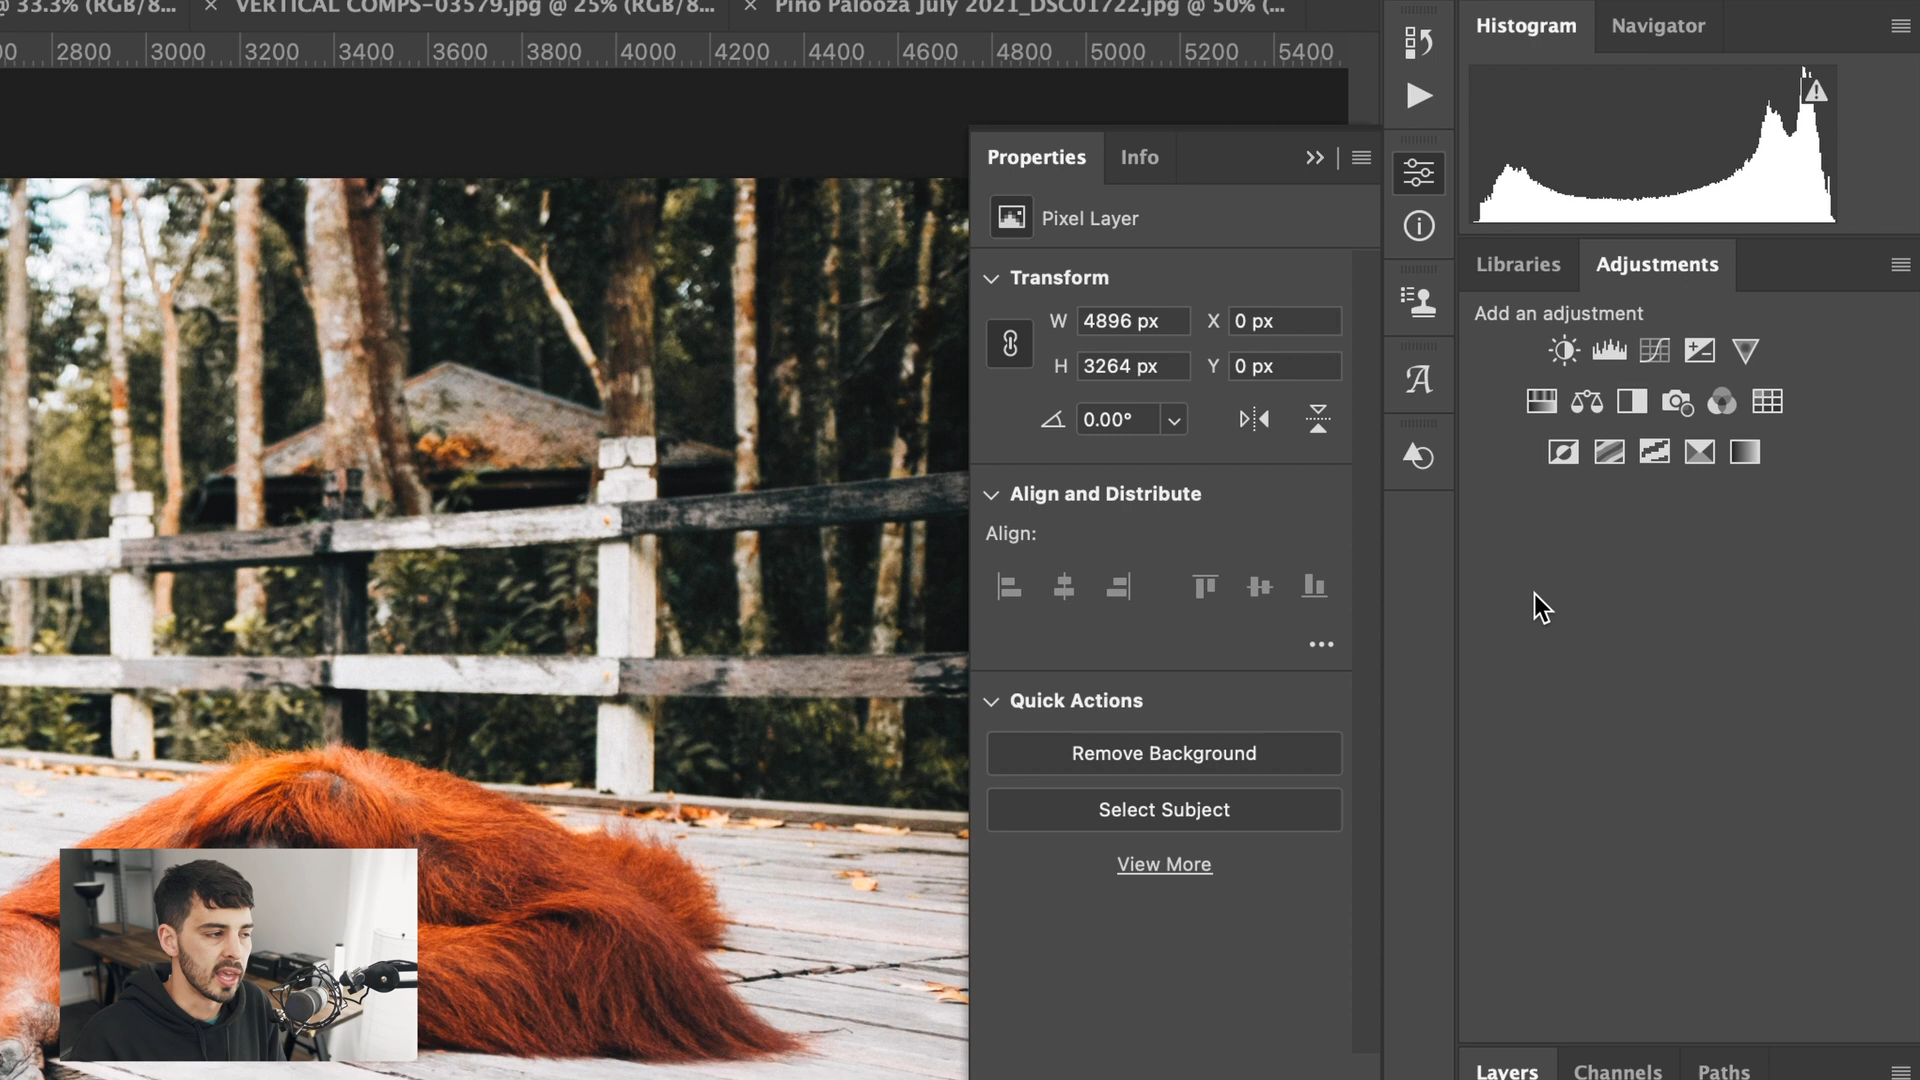 @ 33.3% (RGB/8... × VERTICAL COMPS-03579.jpg @ 25% (RGB/8... × Pino Palooza July 2021_DSC01722.jpg @ 50% (...
2800 3000 3200 3400 3600 3800 4000 4200 4400 4600 4800 5000 5200 5400
Histogram Navigator
Properties Info
Pixel Layer
Transform
W 4896 px X 0 px
H 3264 px Y 0 px
0.00°
Align and Distribute
Align:
Quick Actions
Remove Background
Select Subject
View More
Libraries Adjustments
Add an adjustment
Layers Channels Paths